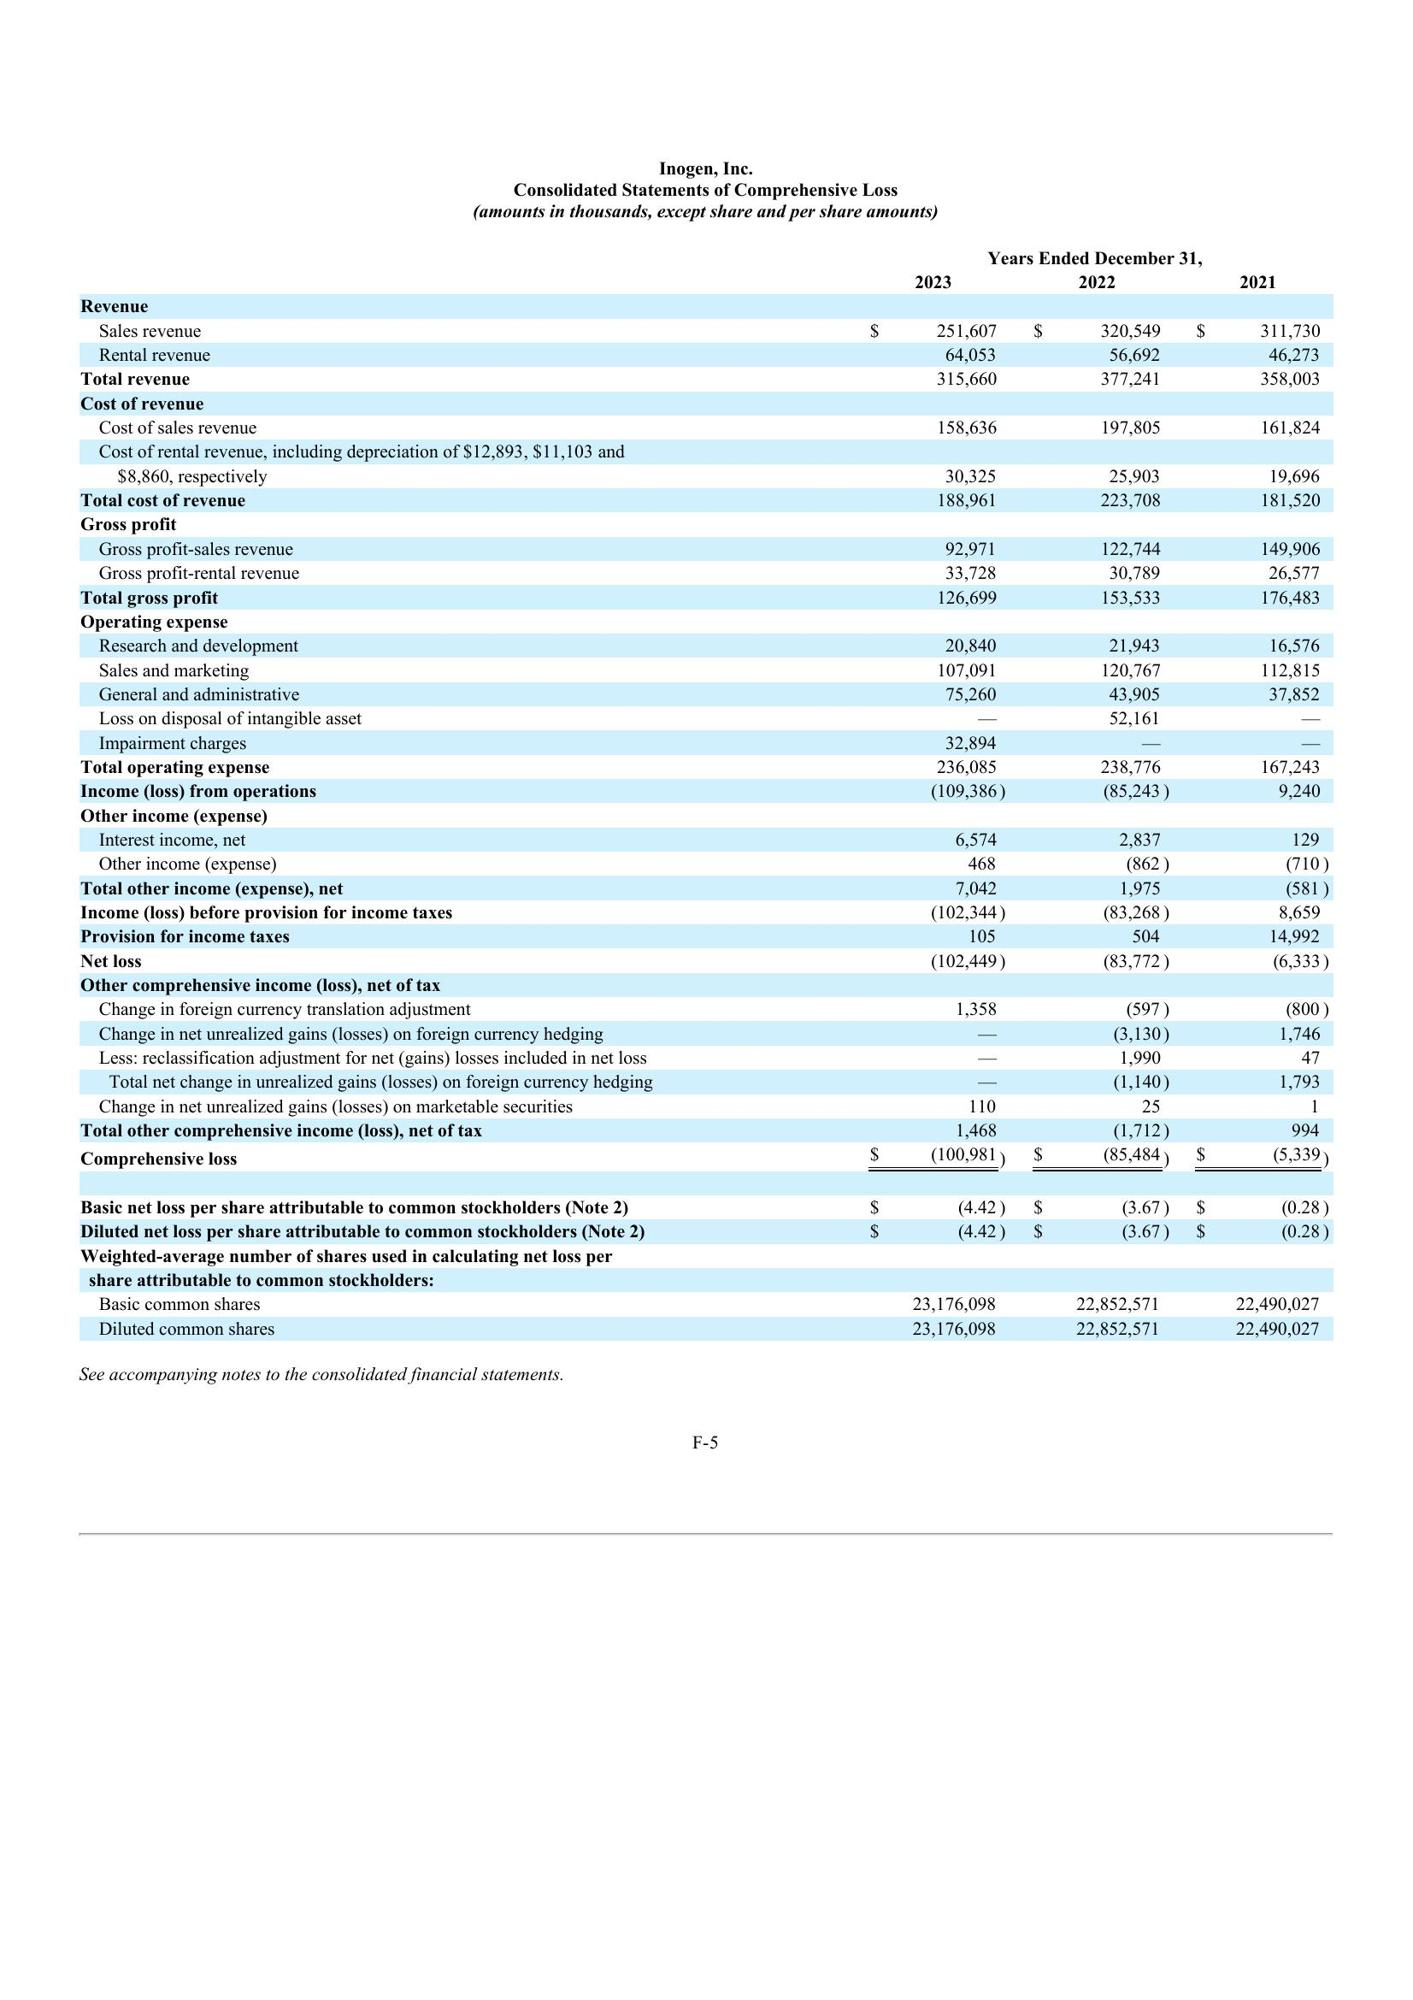 Inogen, Inc.
Consolidated Statements of Comprehensive Loss
(amounts in thousands, except share and per share amounts)
Years Ended December 31,
2023 2022 2021
Revenue
Sales revenue $ 251,607 $ 320,549 $ 311,730
Rental revenue 64,053 56,692 46,273
Total revenue 315,660 377,241 358,003
Cost of revenue
Cost of sales revenue 158,636 197,805 161,824
Cost of rental revenue, including depreciation of $12,893, $11,103 and
$8,860, respectively 30,325 25,903 19,696
Total cost of revenue 188,961 223,708 181,520
Gross profit
Gross profit-sales revenue 92,971 122,744 149,906
Gross profit-rental revenue 33,728 30,789 26,577
Total gross profit 126,699 153,533 176,483
Operating expense
Research and development 20,840 21,943 16,576
Sales and marketing 107,091 120,767 112,815
General and administrative 75,260 43,905 37,852
Loss on disposal of intangible asset — 52,161 —
Impairment charges 32,894 — —
Total operating expense 236,085 238,776 167,243
Income (loss) from operations (109,386) (85,243) 9,240
Other income (expense)
Interest income, net 6,574 2,837 129
Other income (expense) 468 (862) (710)
Total other income (expense), net 7,042 1,975 (581)
Income (loss) before provision for income taxes (102,344) (83,268) 8,659
Provision for income taxes 105 504 14,992
Net loss (102,449) (83,772) (6,333)
Other comprehensive income (loss), net of tax
Change in foreign currency translation adjustment 1,358 (597) (800)
Change in net unrealized gains (losses) on foreign currency hedging — (3,130) 1,746
Less: reclassification adjustment for net (gains) losses included in net loss — 1,990 47
Total net change in unrealized gains (losses) on foreign currency hedging — (1,140) 1,793
Change in net unrealized gains (losses) on marketable securities 110 25 1
Total other comprehensive income (loss), net of tax 1,468 (1,712) 994
Comprehensive loss $ (100,981) $ (85,484) $ (5,339)
Basic net loss per share attributable to common stockholders (Note 2) $ (4.42) $ (3.67) $ (0.28)
Diluted net loss per share attributable to common stockholders (Note 2) $ (4.42) $ (3.67) $ (0.28)
Weighted-average number of shares used in calculating net loss per
share attributable to common stockholders:
Basic common shares 23,176,098 22,852,571 22,490,027
Diluted common shares 23,176,098 22,852,571 22,490,027
See accompanying notes to the consolidated financial statements.
F-5